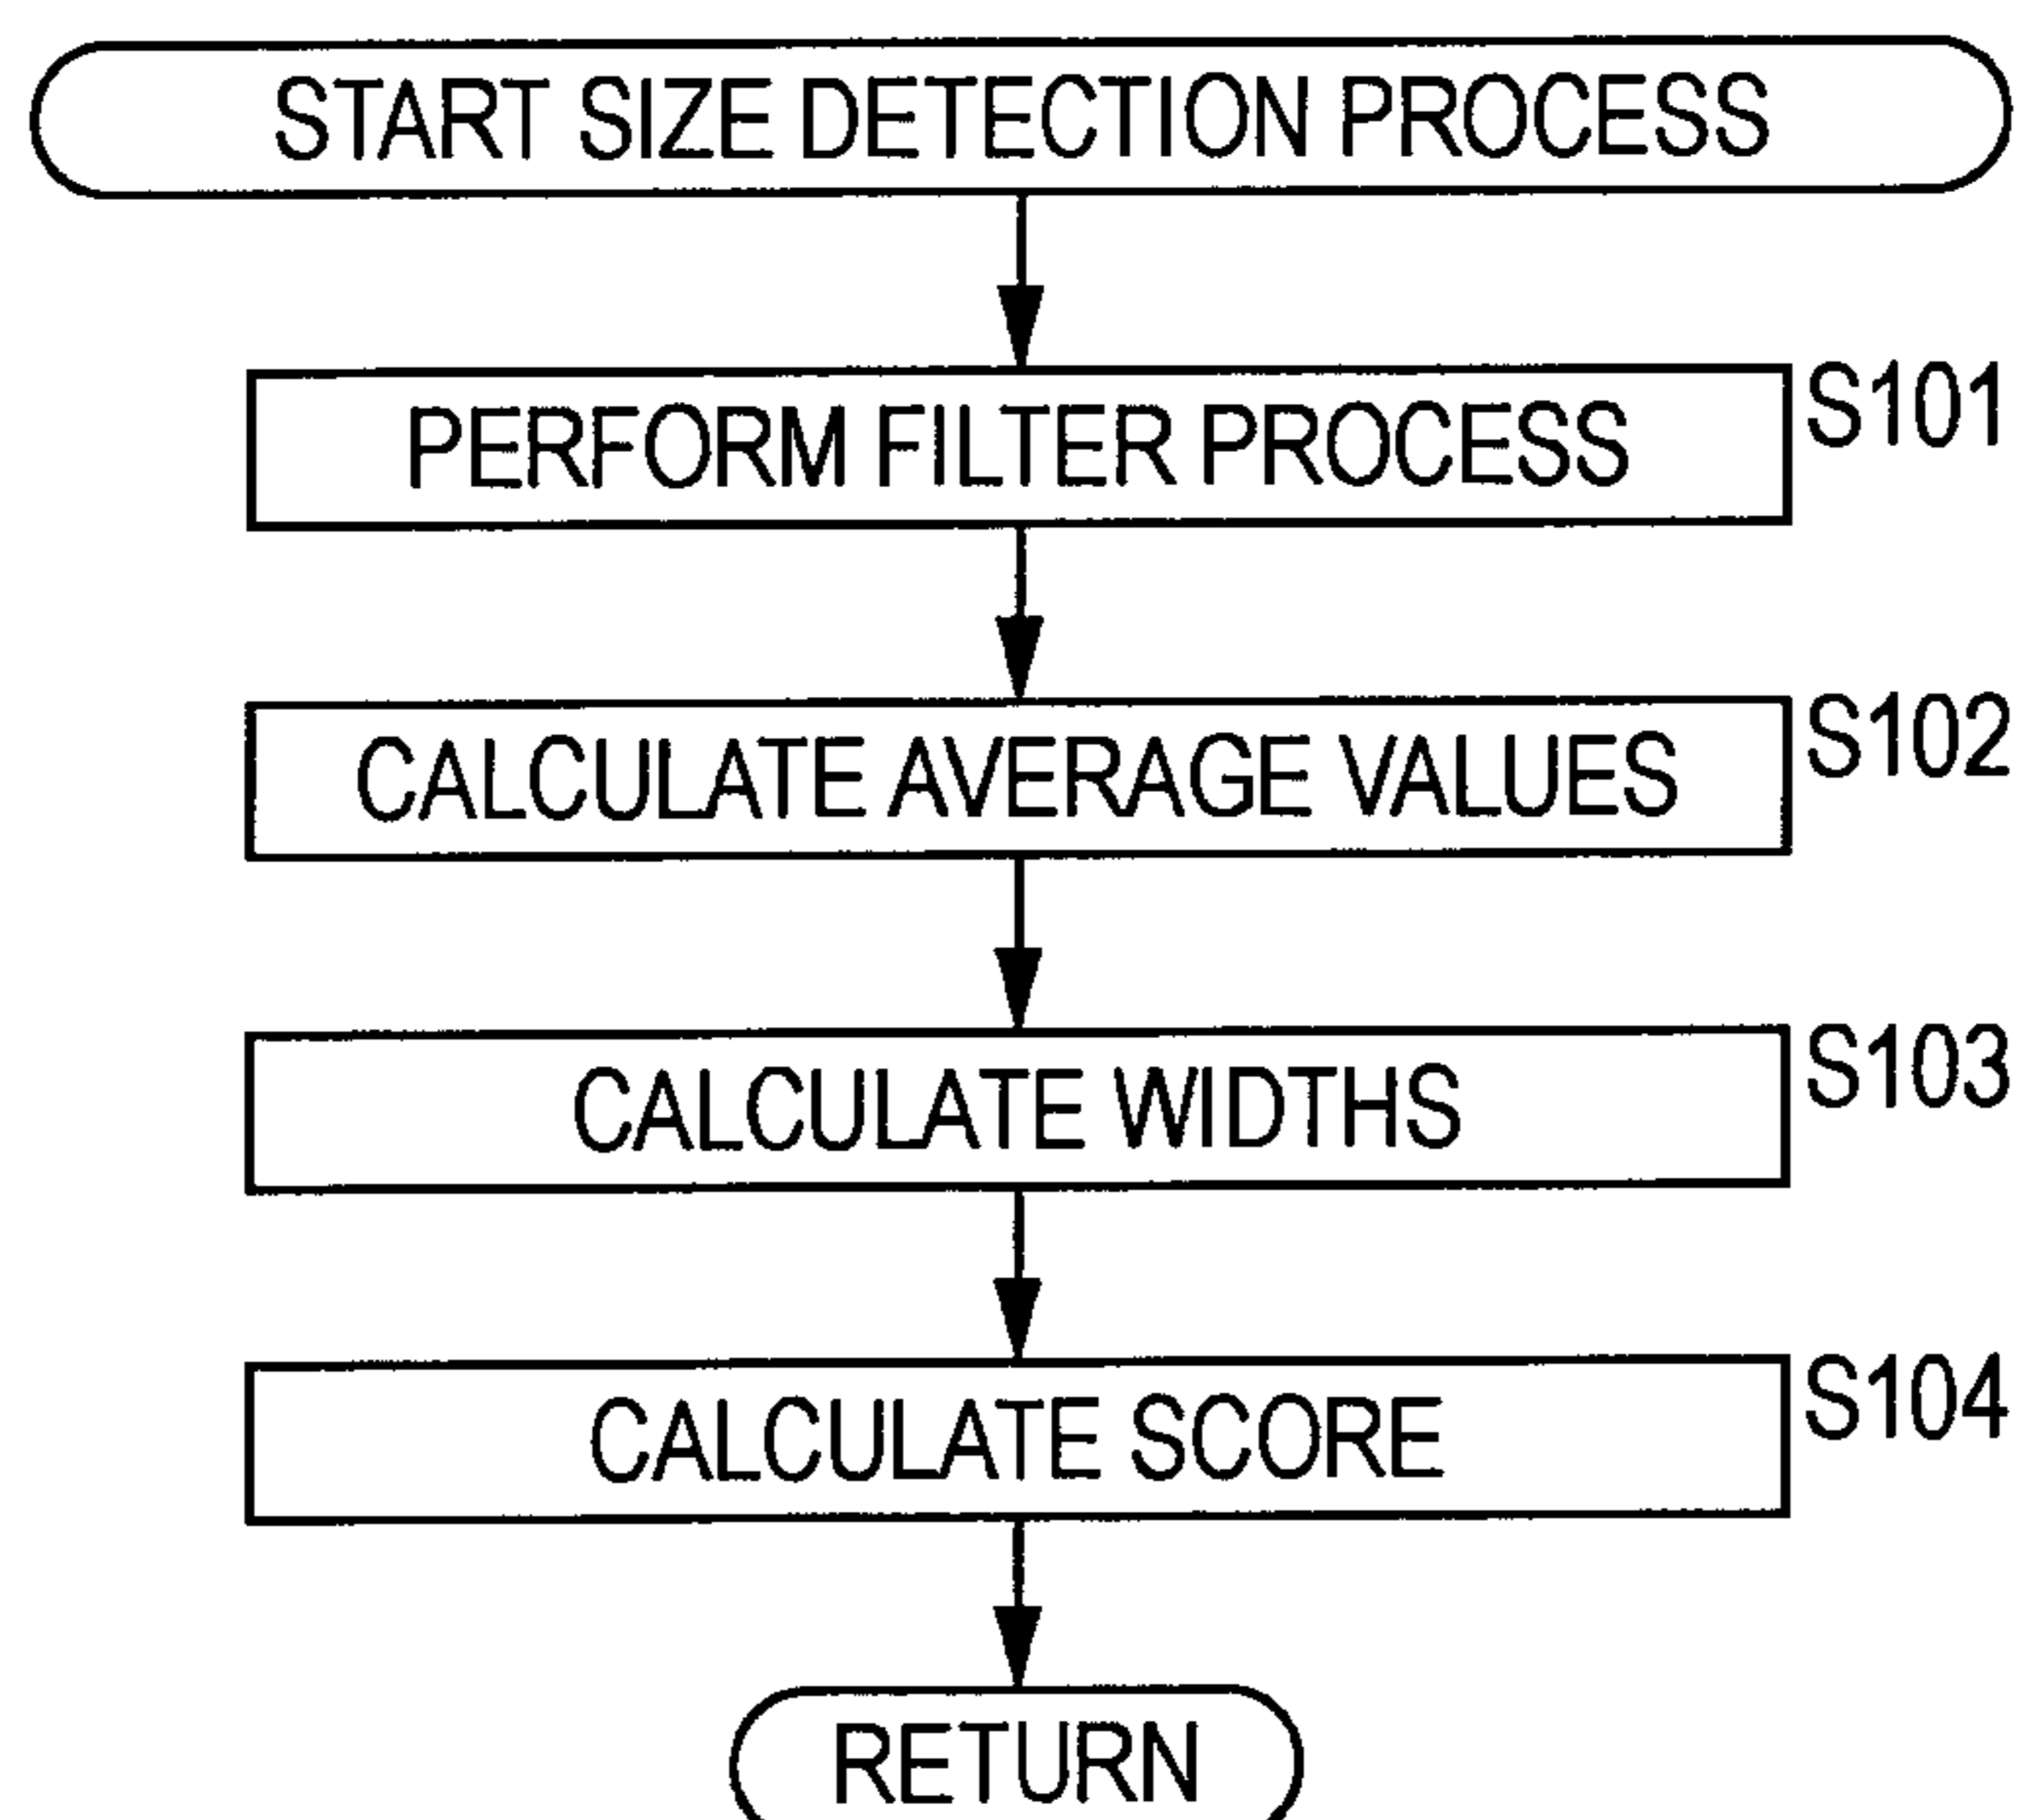 START SIZE DETECTION PROCESS
PERFORM FILTER PROCESS
S101
CALCULATE AVERAGE VALUES
S102
CALCULATE WIDTHS
S103
CALCULATE SCORE
S104
RETURN